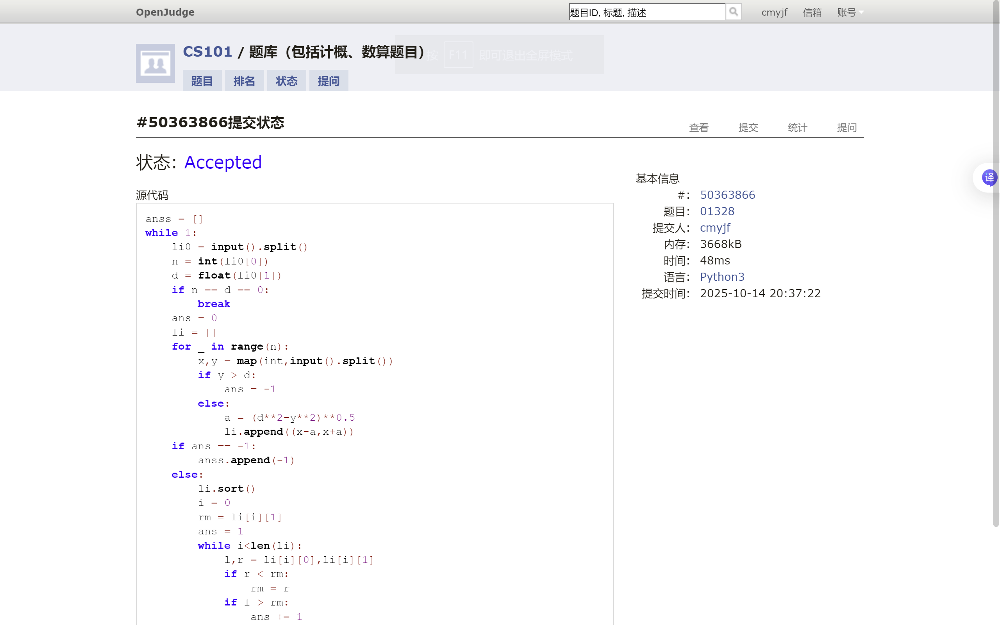 OpenJudge
题目ID, 标题, 描述
cmyjf 信箱 账号
CS101 / 题库（包括计概、数算题目）
按 F11 即可退出全屏模式
题目 排名 状态 提问
#50363866提交状态
查看 提交 统计 提问
状态: Accepted
源代码
anss = []
while 1:
    li0 = input().split()
    n = int(li0[0])
    d = float(li0[1])
    if n == d == 0:
        break
    ans = 0
    li = []
    for _ in range(n):
        x,y = map(int,input().split())
        if y > d:
            ans = -1
        else:
            a = (d**2-y**2)**0.5
            li.append((x-a,x+a))
    if ans == -1:
        anss.append(-1)
    else:
        li.sort()
        i = 0
        rm = li[i][1]
        ans = 1
        while i<len(li):
            l,r = li[i][0],li[i][1]
            if r < rm:
                rm = r
            if l > rm:
                ans += 1
基本信息
#: 50363866
题目: 01328
提交人: cmyjf
内存: 3668kB
时间: 48ms
语言: Python3
提交时间: 2025-10-14 20:37:22
译